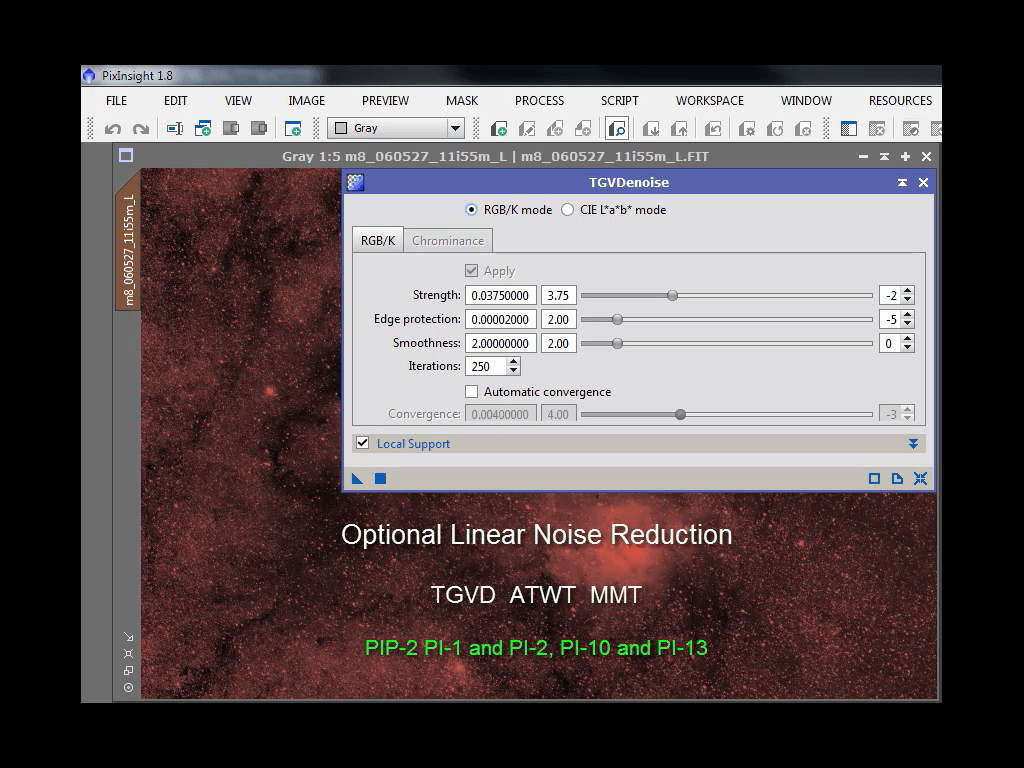 PixInsight 1.8
FILE EDIT VIEW IMAGE PREVIEW MASK PROCESS SCRIPT WORKSPACE WINDOW RESOURCES
Gray
Gray 1:5 m8_060527_11i55m_L | m8_060527_11i55m_L.FIT
m8_060527_11i55m_L
TGVDenoise
RGB/K mode CIE L*a*b* mode
RGB/K Chrominance
Apply
Strength: 0.03750000 3.75 -2
Edge protection: 0.00002000 2.00 -5
Smoothness: 2.00000000 2.00 0
Iterations: 250
Automatic convergence
Convergence: 0.00400000 4.00 -3
Local Support
Optional Linear Noise Reduction
TGVD ATWT MMT
PIP-2 PI-1 and PI-2, PI-10 and PI-13